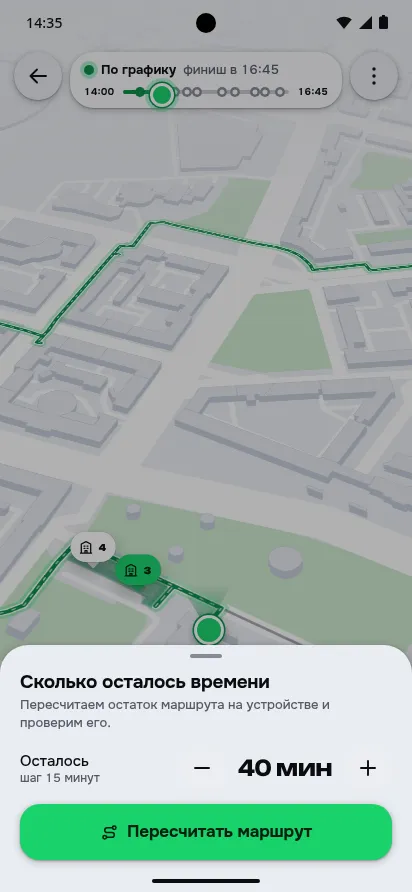 14:35
По графику финиш в 16:45
14:00 16:45
4
3
Сколько осталось времени
Пересчитаем остаток маршрута на устройстве и
проверим его.
Осталось
шаг 15 минут
− 40 мин +
Пересчитать маршрут